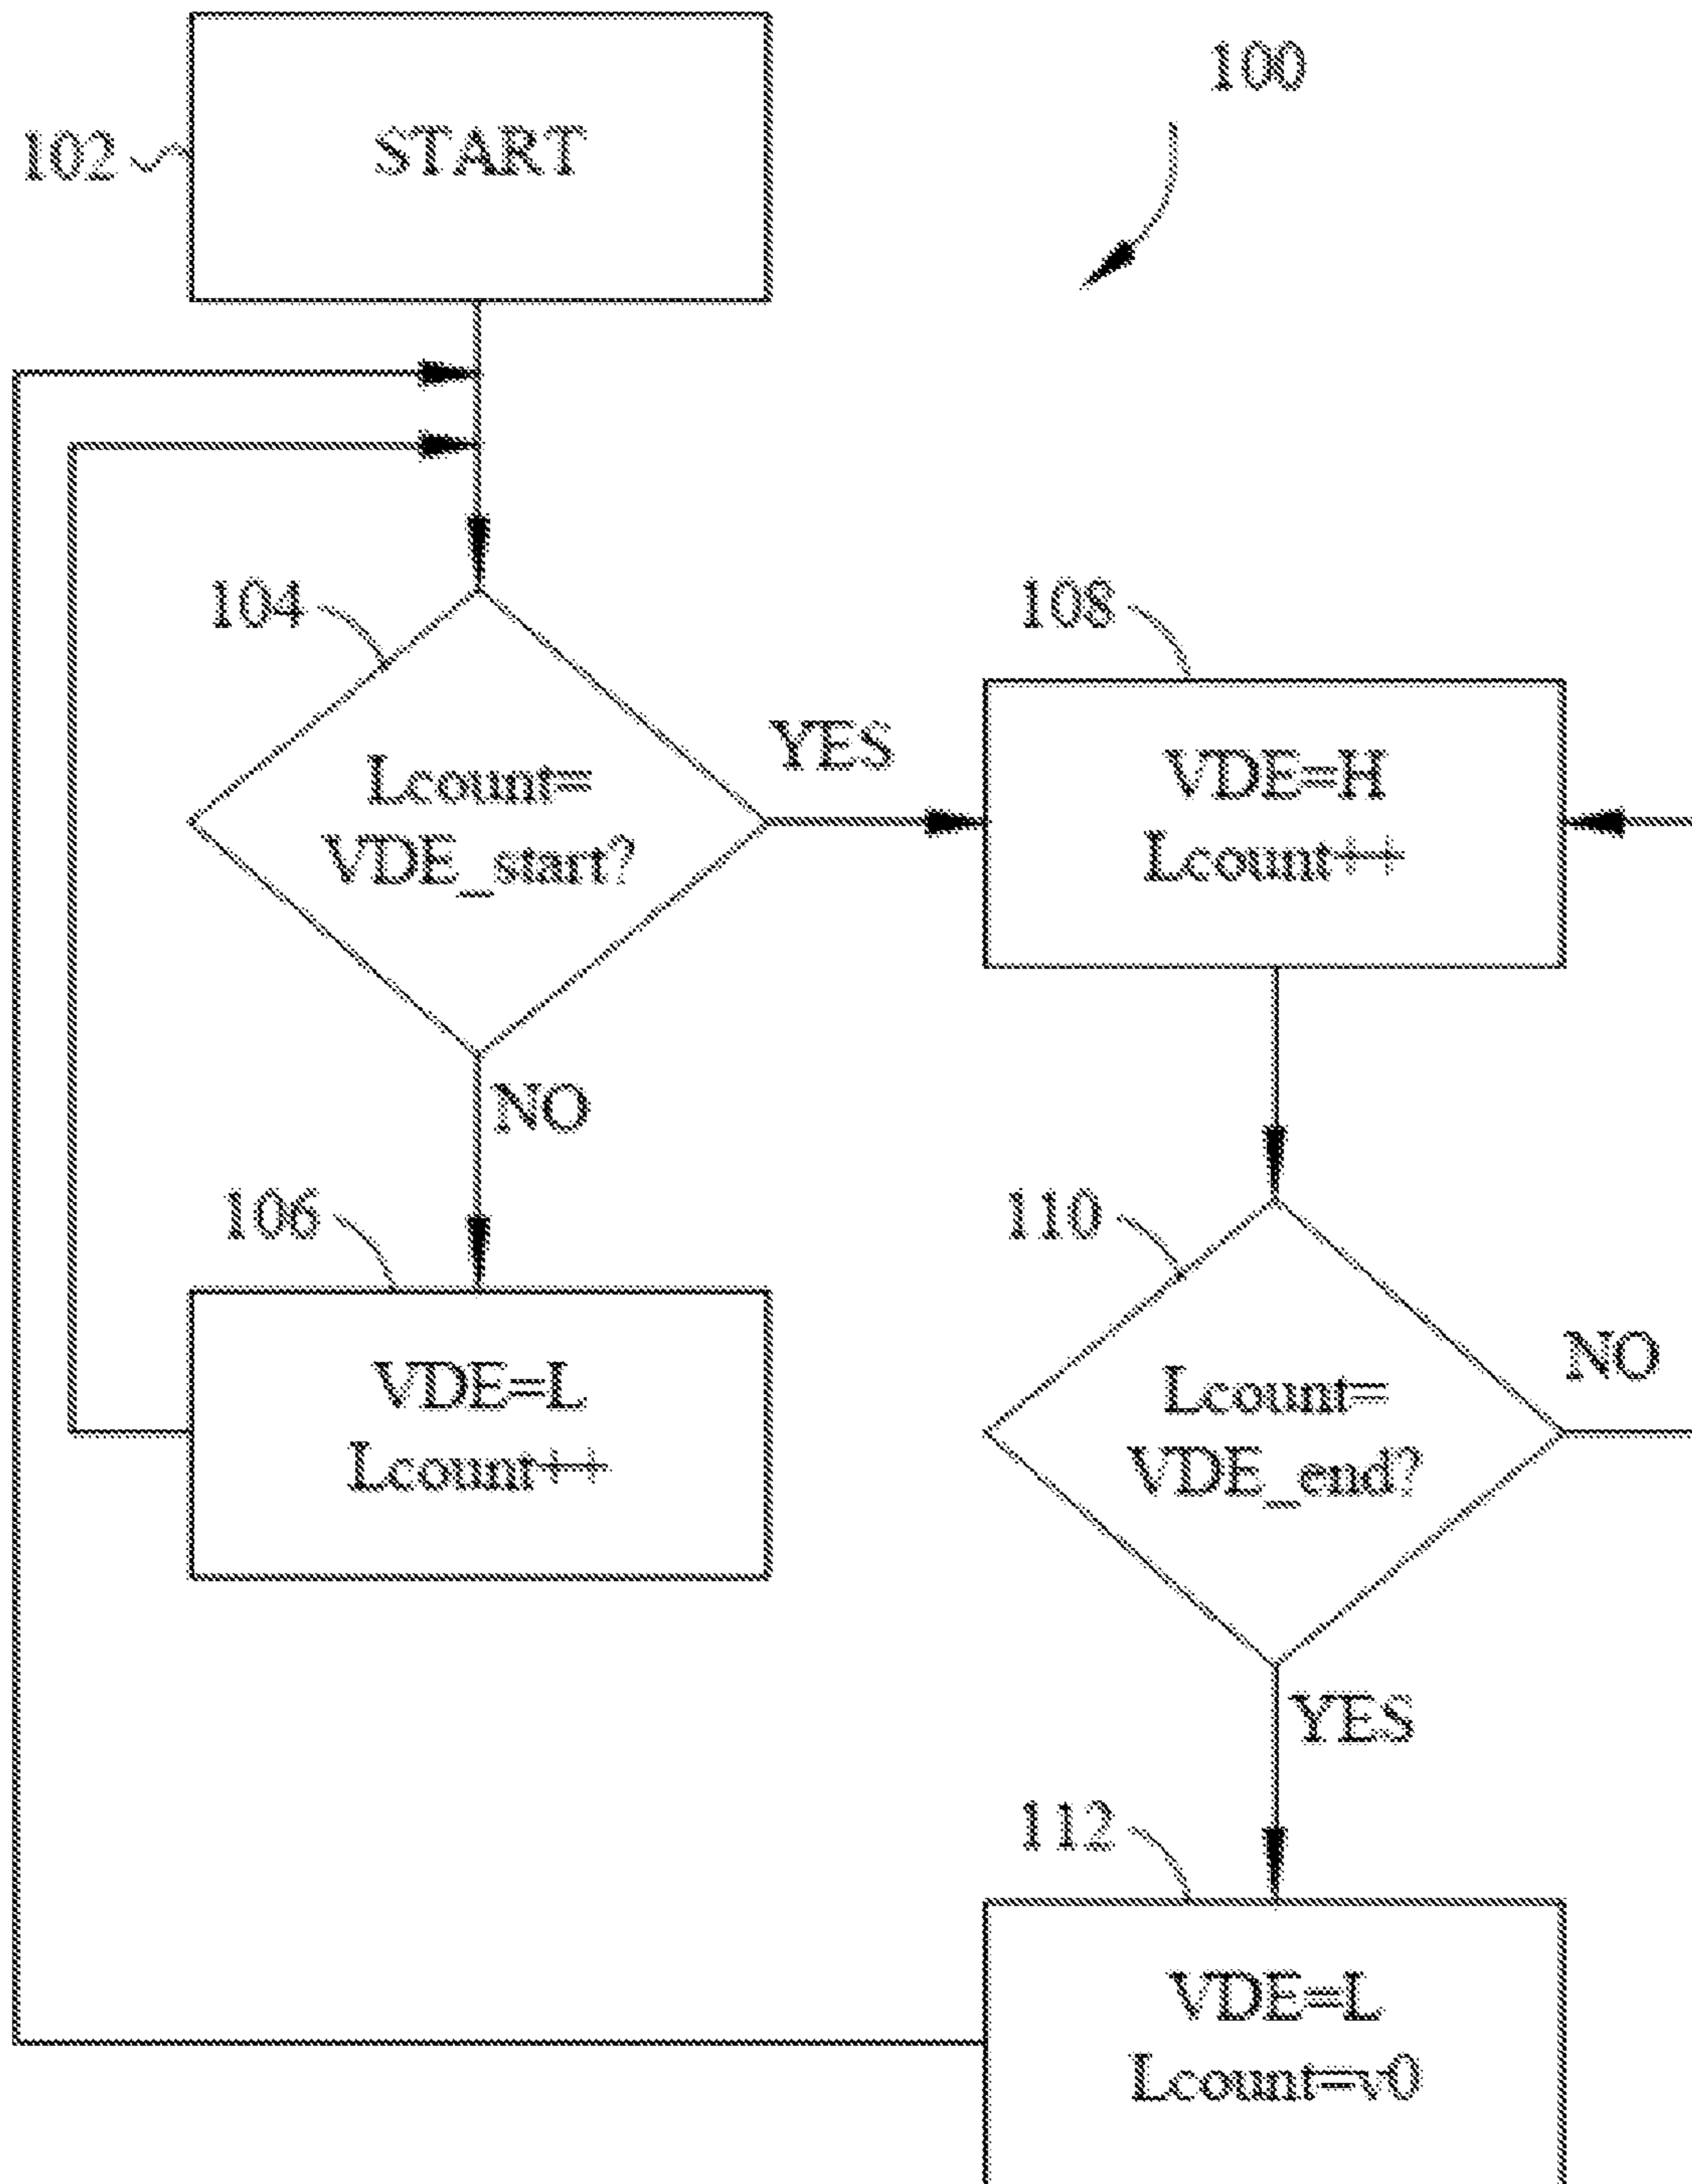 100
102
START
104
Lcount=
VDE_start?
YES
108
VDE=H
Lcount++
NO
106
VDE=L
Lcount++
110
Lcount=
VDE_end?
NO
YES
112
VDE=L
Lcount=v0